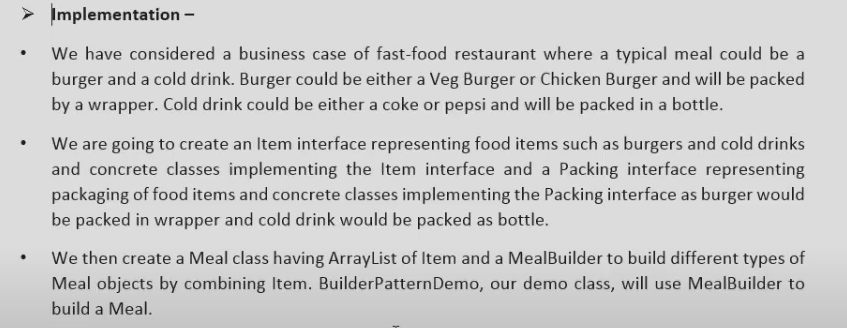 ➢ Implementation –
• We have considered a business case of fast-food restaurant where a typical meal could be a
burger and a cold drink. Burger could be either a Veg Burger or Chicken Burger and will be packed
by a wrapper. Cold drink could be either a coke or pepsi and will be packed in a bottle.
• We are going to create an Item interface representing food items such as burgers and cold drinks
and concrete classes implementing the Item interface and a Packing interface representing
packaging of food items and concrete classes implementing the Packing interface as burger would
be packed in wrapper and cold drink would be packed as bottle.
• We then create a Meal class having ArrayList of Item and a MealBuilder to build different types of
Meal objects by combining Item. BuilderPatternDemo, our demo class, will use MealBuilder to
build a Meal.